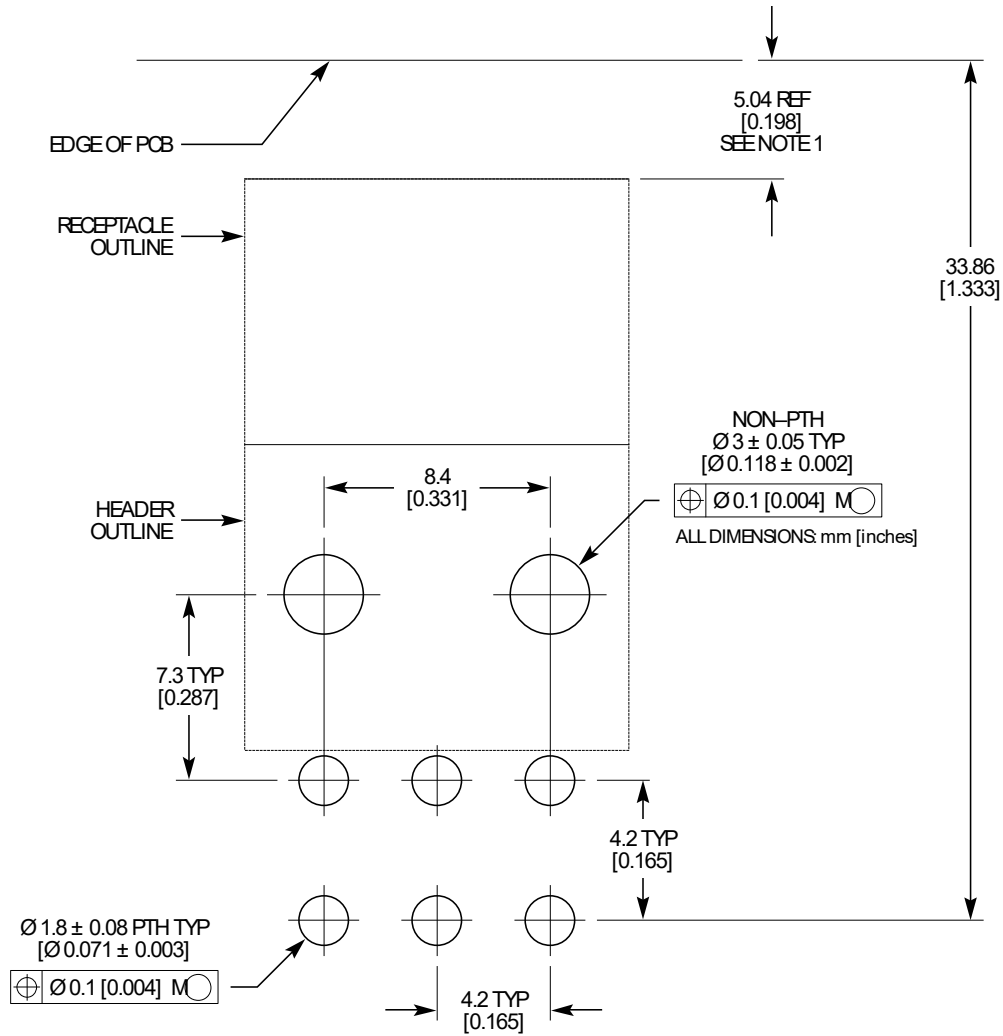 5.04 REF
[0.198]
SEE NOTE 1
EDGE OF PCB
RECEPTACLE
OUTLINE
33.86
[1.333]
NON–PTH
Ø 3 ± 0.05 TYP
[Ø 0.118 ± 0.002]
⌖ Ø 0.1 [0.004] M◯
ALL DIMENSIONS: mm [inches]
8.4
[0.331]
HEADER
OUTLINE
7.3 TYP
[0.287]
4.2 TYP
[0.165]
Ø 1.8 ± 0.08 PTH TYP
[Ø 0.071 ± 0.003]
⌖ Ø 0.1 [0.004] M◯
4.2 TYP
[0.165]